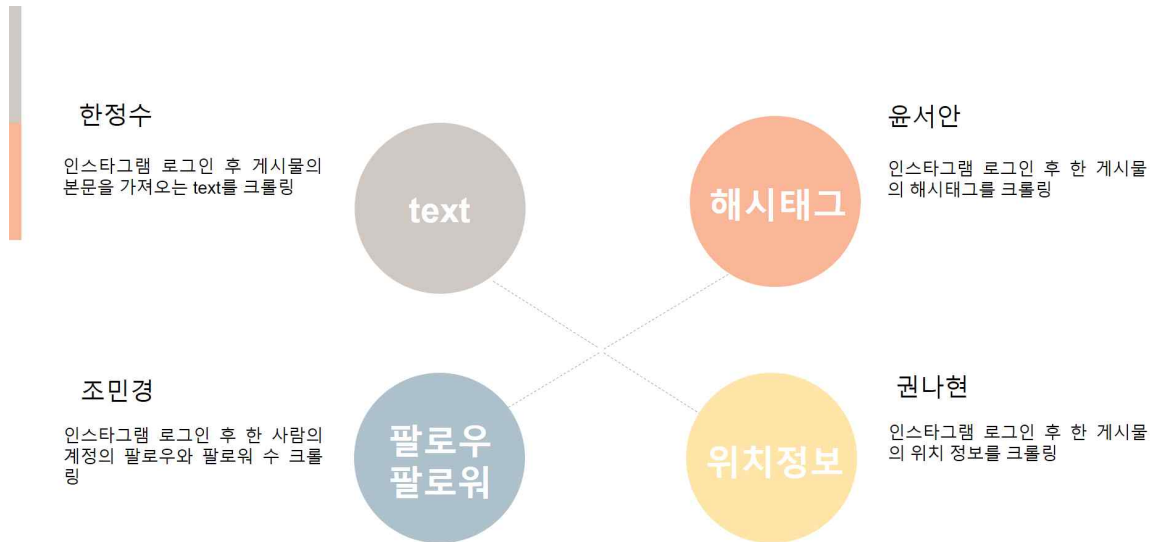 한정수
인스타그램 로그인 후 게시물의
본문을 가져오는 text를 크롤링
text
해시태그
윤서안
인스타그램 로그인 후 한 게시물
의 해시태그를 크롤링
조민경
인스타그램 로그인 후 한 사람의
계정의 팔로우와 팔로워 수 크롤
링
팔로우
팔로워
위치정보
권나현
인스타그램 로그인 후 한 게시물
의 위치 정보를 크롤링